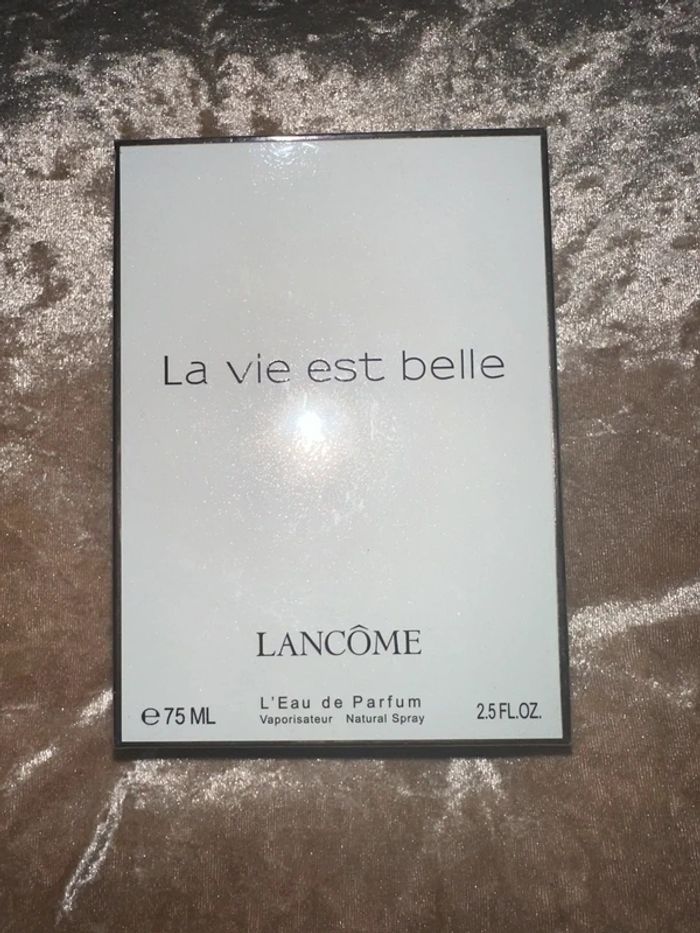 La vie est belle
LANCÔME
L'Eau de Parfum
Vaporisateur Natural Spray
℮75 ML
2.5 FL.OZ.